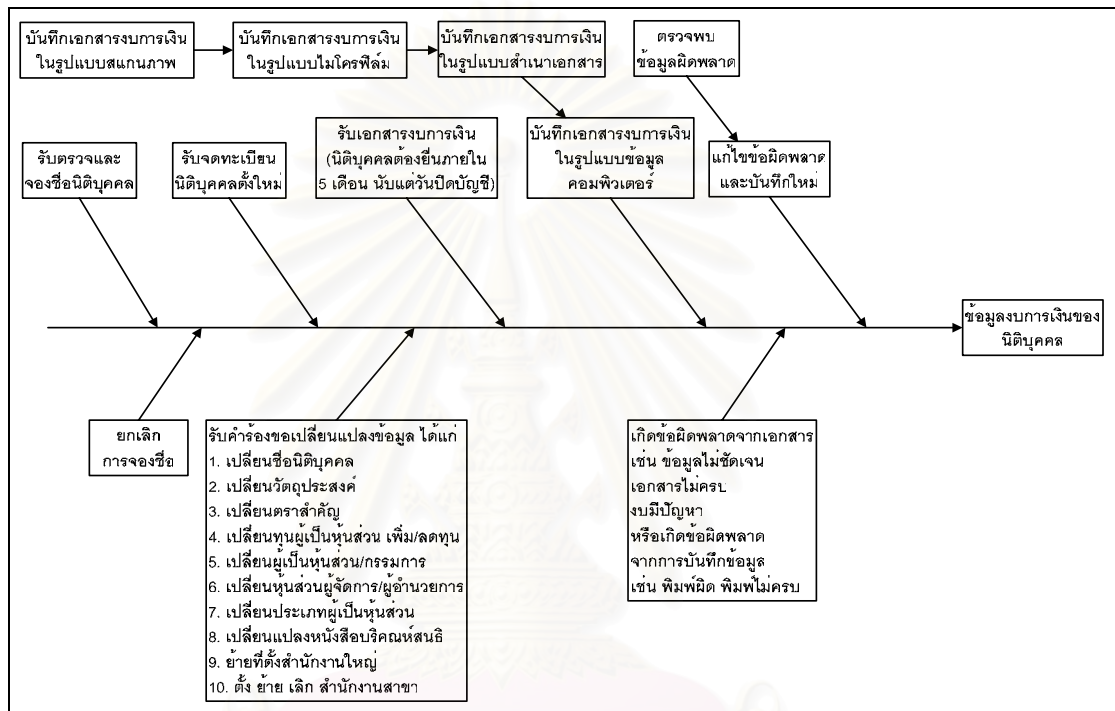 บันทึกเอกสารงบการเงิน
ในรูปแบบสแกนภาพ
บันทึกเอกสารงบการเงิน
ในรูปแบบไมโครฟิล์ม
บันทึกเอกสารงบการเงิน
ในรูปแบบสำเนาเอกสาร
ตรวจพบ
ข้อมูลผิดพลาด
รับตรวจและ
จองชื่อนิติบุคคล
รับจดทะเบียน
นิติบุคคลตั้งใหม่
รับเอกสารงบการเงิน
(นิติบุคคลต้องยื่นภายใน
5 เดือน นับแต่วันปิดบัญชี)
บันทึกเอกสารงบการเงิน
ในรูปแบบข้อมูล
คอมพิวเตอร์
แก้ไขข้อผิดพลาด
และบันทึกใหม่
ข้อมูลงบการเงินของ
นิติบุคคล
ยกเลิก
การจองชื่อ
รับคำร้องขอเปลี่ยนแปลงข้อมูล ได้แก่
1. เปลี่ยนชื่อนิติบุคคล
2. เปลี่ยนวัตถุประสงค์
3. เปลี่ยนตราสำคัญ
4. เปลี่ยนทุนผู้เป็นหุ้นส่วน เพิ่ม/ลดทุน
5. เปลี่ยนผู้เป็นหุ้นส่วน/กรรมการ
6. เปลี่ยนหุ้นส่วนผู้จัดการ/ผู้อำนวยการ
7. เปลี่ยนประเภทผู้เป็นหุ้นส่วน
8. เปลี่ยนแปลงหนังสือบริคณห์สนธิ
9. ย้ายที่ตั้งสำนักงานใหญ่
10. ตั้ง ย้าย เลิก สำนักงานสาขา
เกิดข้อผิดพลาดจากเอกสาร
เช่น ข้อมูลไม่ชัดเจน
เอกสารไม่ครบ
งบมีปัญหา
หรือเกิดข้อผิดพลาด
จากการบันทึกข้อมูล
เช่น พิมพ์ผิด พิมพ์ไม่ครบ